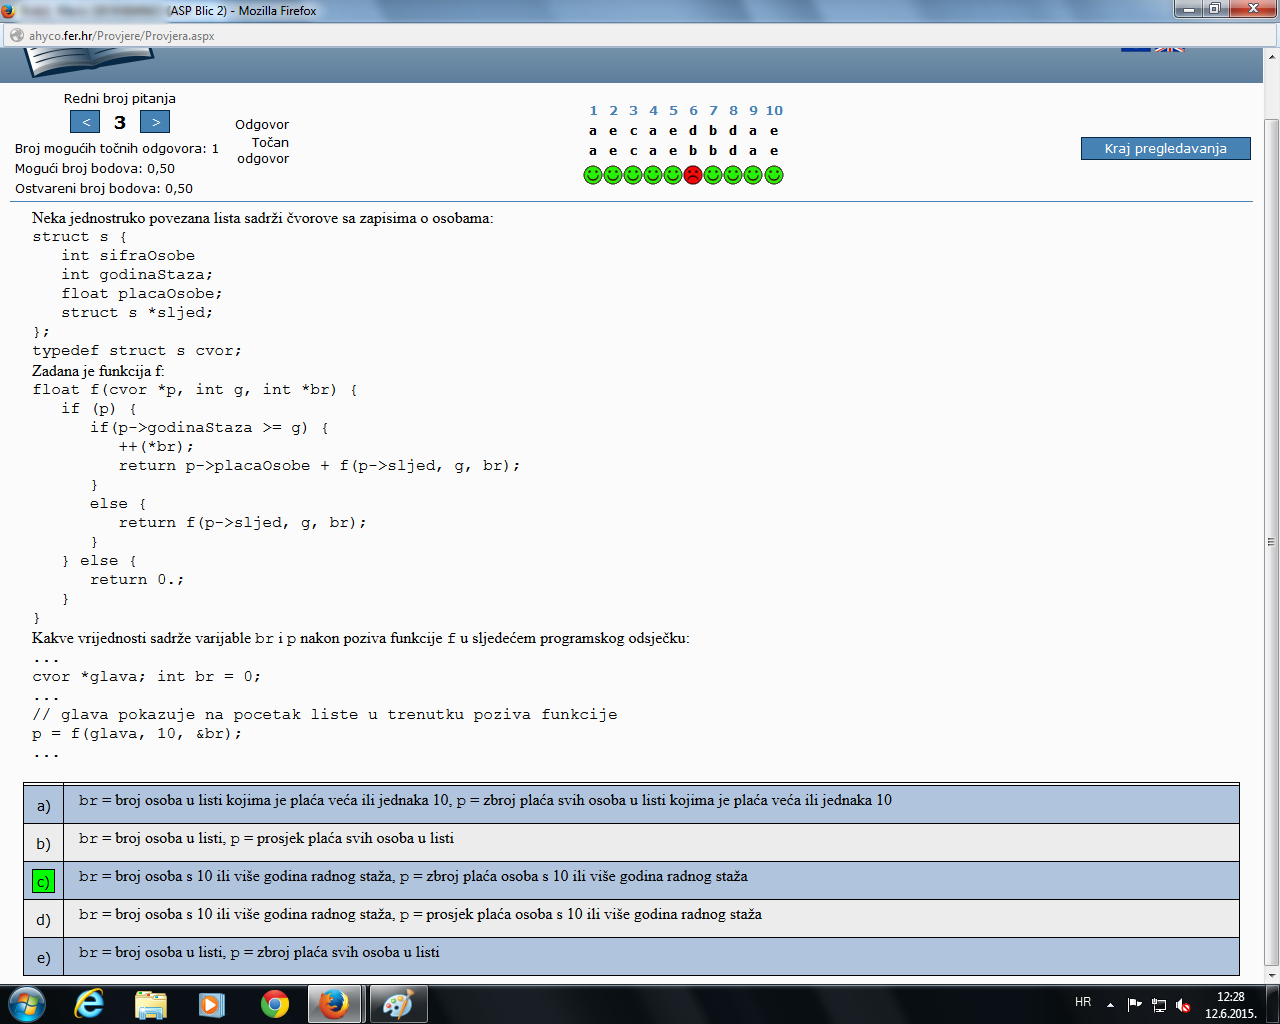 (ASP Blic 2) - Mozilla Firefox
ahyco.fer.hr/Provjere/Provjera.aspx
Redni broj pitanja
< 3 >
Broj mogućih točnih odgovora: 1
Mogući broj bodova: 0,50
Ostvareni broj bodova: 0,50
1 2 3 4 5 6 7 8 9 10
Odgovor a e c a e d b d a e
Točan odgovor a e c a e b b d a e
Kraj pregledavanja
Neka jednostruko povezana lista sadrži čvorove sa zapisima o osobama:
struct s {
int sifraOsobe
int godinaStaza;
float placaOsobe;
struct s *sljed;
};
typedef struct s cvor;
Zadana je funkcija f:
float f(cvor *p, int g, int *br) {
if (p) {
if(p->godinaStaza >= g) {
++(*br);
return p->placaOsobe + f(p->sljed, g, br);
}
else {
return f(p->sljed, g, br);
}
} else {
return 0.;
}
}
Kakve vrijednosti sadrže varijable br i p nakon poziva funkcije f u sljedećem programskog odsječku:
...
cvor *glava; int br = 0;
...
// glava pokazuje na pocetak liste u trenutku poziva funkcije
p = f(glava, 10, &br);
...
a) br = broj osoba u listi kojima je plaća veća ili jednaka 10, p = zbroj plaća svih osoba u listi kojima je plaća veća ili jednaka 10
b) br = broj osoba u listi, p = prosjek plaća svih osoba u listi
c) br = broj osoba s 10 ili više godina radnog staža, p = zbroj plaća osoba s 10 ili više godina radnog staža
d) br = broj osoba s 10 ili više godina radnog staža, p = prosjek plaća osoba s 10 ili više godina radnog staža
e) br = broj osoba u listi, p = zbroj plaća svih osoba u listi
HR
12:28
12.6.2015.